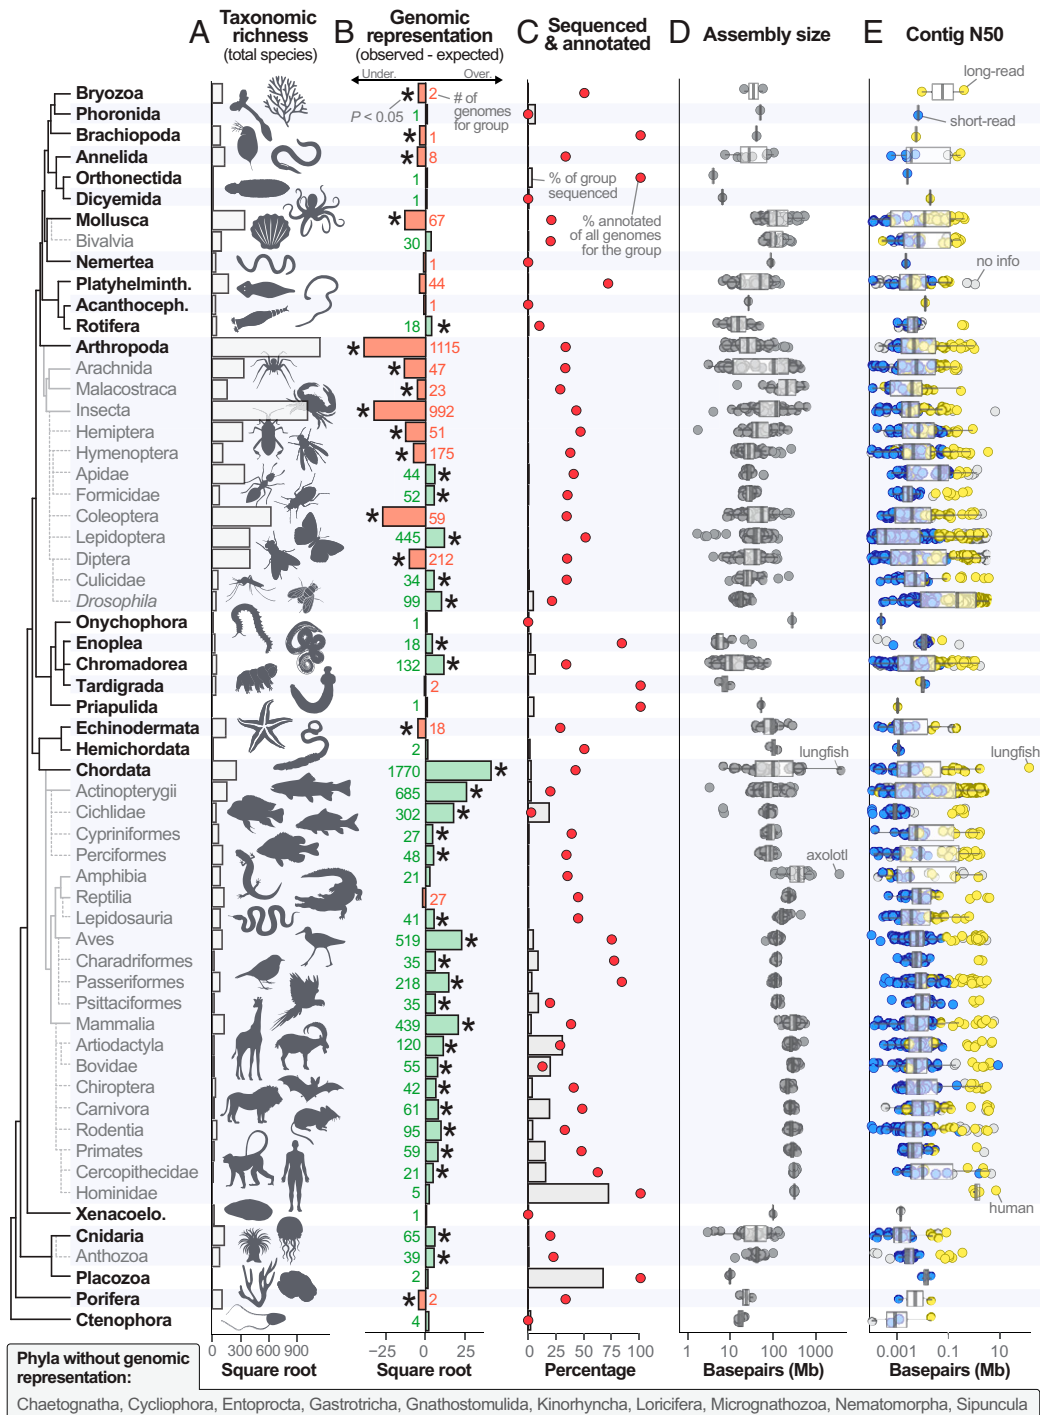 A Taxonomic richness (total species)
B Genomic representation (observed - expected)
C Sequenced & annotated
D Assembly size
E Contig N50
Under. Over.
Bryozoa * 2 # of genomes for group long-read
P < 0.05
Phoronida 1 short-read
Brachiopoda * 1
Annelida * 8
Orthonectida 1 % of group sequenced
Dicyemida 1
Mollusca * 67 % annotated of all genomes for the group
Bivalvia 30
Nemertea 1 no info
Platyhelminth. 44
Acanthoceph. 1
Rotifera 18 *
Arthropoda * 1115
Arachnida * 47
Malacostraca * 23
Insecta * 992
Hemiptera * 51
Hymenoptera * 175
Apidae 44 *
Formicidae 52 *
Coleoptera * 59
Lepidoptera 445 *
Diptera * 212
Culicidae 34 *
Drosophila 99 *
Onychophora 1
Enoplea 18 *
Chromadorea 132 *
Tardigrada 2
Priapulida 1
Echinodermata * 18
Hemichordata 2 lungfish lungfish
Chordata 1770 *
Actinopterygii 685 *
Cichlidae 302 *
Cypriniformes 27 *
Perciformes 48 * axolotl
Amphibia 21
Reptilia 27
Lepidosauria 41 *
Aves 519 *
Charadriformes 35 *
Passeriformes 218 *
Psittaciformes 35 *
Mammalia 439 *
Artiodactyla 120 *
Bovidae 55 *
Chiroptera 42 *
Carnivora 61 *
Rodentia 95 *
Primates 59 *
Cercopithecidae 21 *
Hominidae 5 human
Xenacoelo. 1
Cnidaria 65 *
Anthozoa 39 *
Placozoa 2
Porifera * 2
Ctenophora 4
0 300 600 900 −25 0 25 0 25 50 75 100 1 10 100 1000 0.001 0.1 10
Square root Square root Percentage Basepairs (Mb) Basepairs (Mb)
Phyla without genomic
representation:
Chaetognatha, Cycliophora, Entoprocta, Gastrotricha, Gnathostomulida, Kinorhyncha, Loricifera, Micrognathozoa, Nematomorpha, Sipuncula